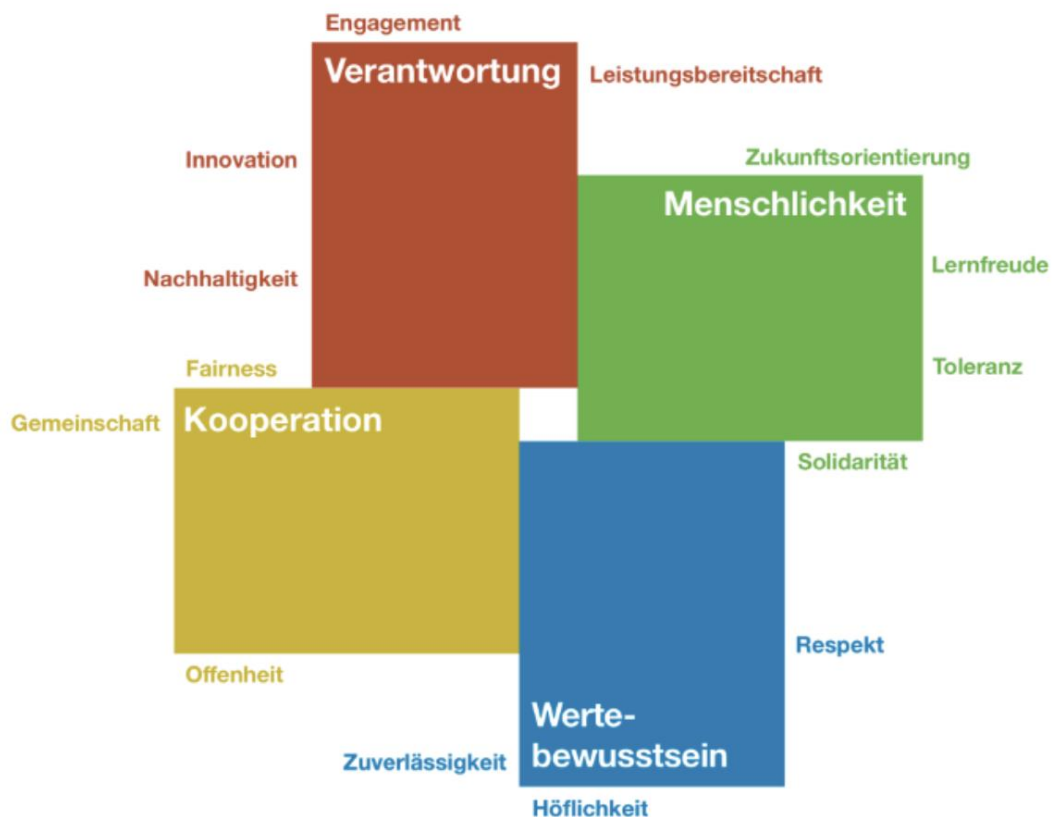 Engagement
Verantwortung
Leistungsbereitschaft
Innovation
Nachhaltigkeit
Zukunftsorientierung
Menschlichkeit
Lernfreude
Toleranz
Solidarität
Fairness
Gemeinschaft
Kooperation
Offenheit
Respekt
Werte-
bewusstsein
Zuverlässigkeit
Höflichkeit